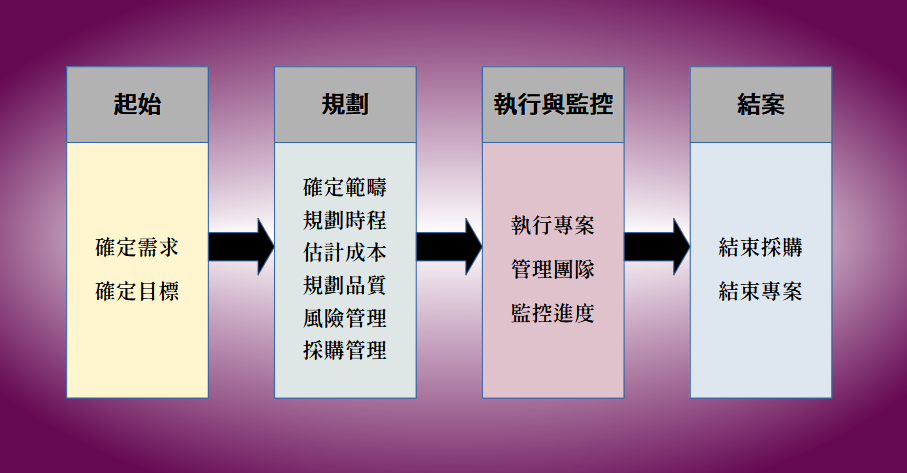 起始
確定需求
確定目標
規劃
確定範疇
規劃時程
估計成本
規劃品質
風險管理
採購管理
執行與監控
執行專案
管理團隊
監控進度
結案
結束採購
結束專案